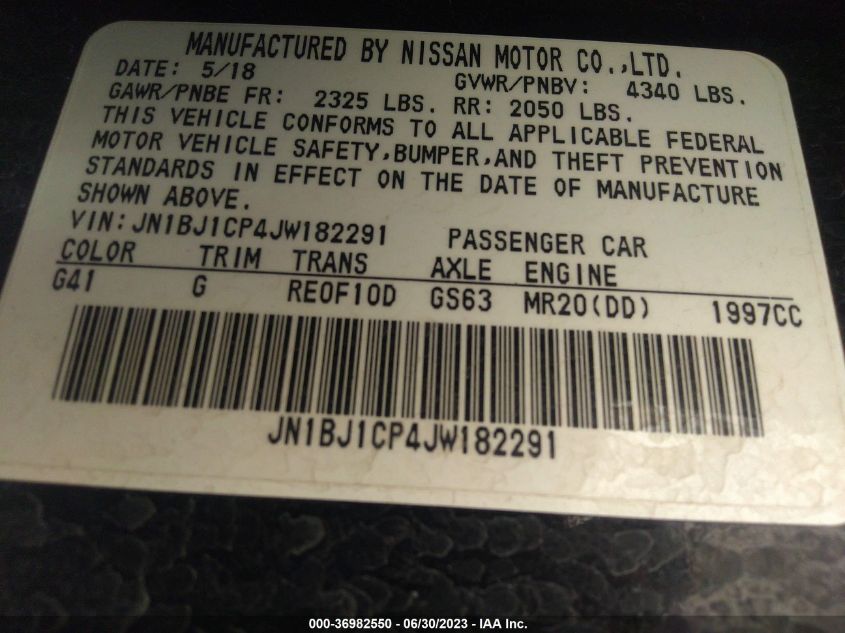 MANUFACTURED BY NISSAN MOTOR CO.,LTD.
DATE: 5/18 GVWR/PNBV: 4340 LBS.
GAWR/PNBE FR: 2325 LBS. RR: 2050 LBS.
THIS VEHICLE CONFORMS TO ALL APPLICABLE FEDERAL
MOTOR VEHICLE SAFETY,BUMPER,AND THEFT PREVENTION
STANDARDS IN EFFECT ON THE DATE OF MANUFACTURE
SHOWN ABOVE.
VIN:JN1BJ1CP4JW182291 PASSENGER CAR
COLOR TRIM TRANS AXLE ENGINE
G41 G RE0F10D GS63 MR20(DD) 1997CC
JN1BJ1CP4JW182291
000-36982550 - 06/30/2023 - IAA Inc.